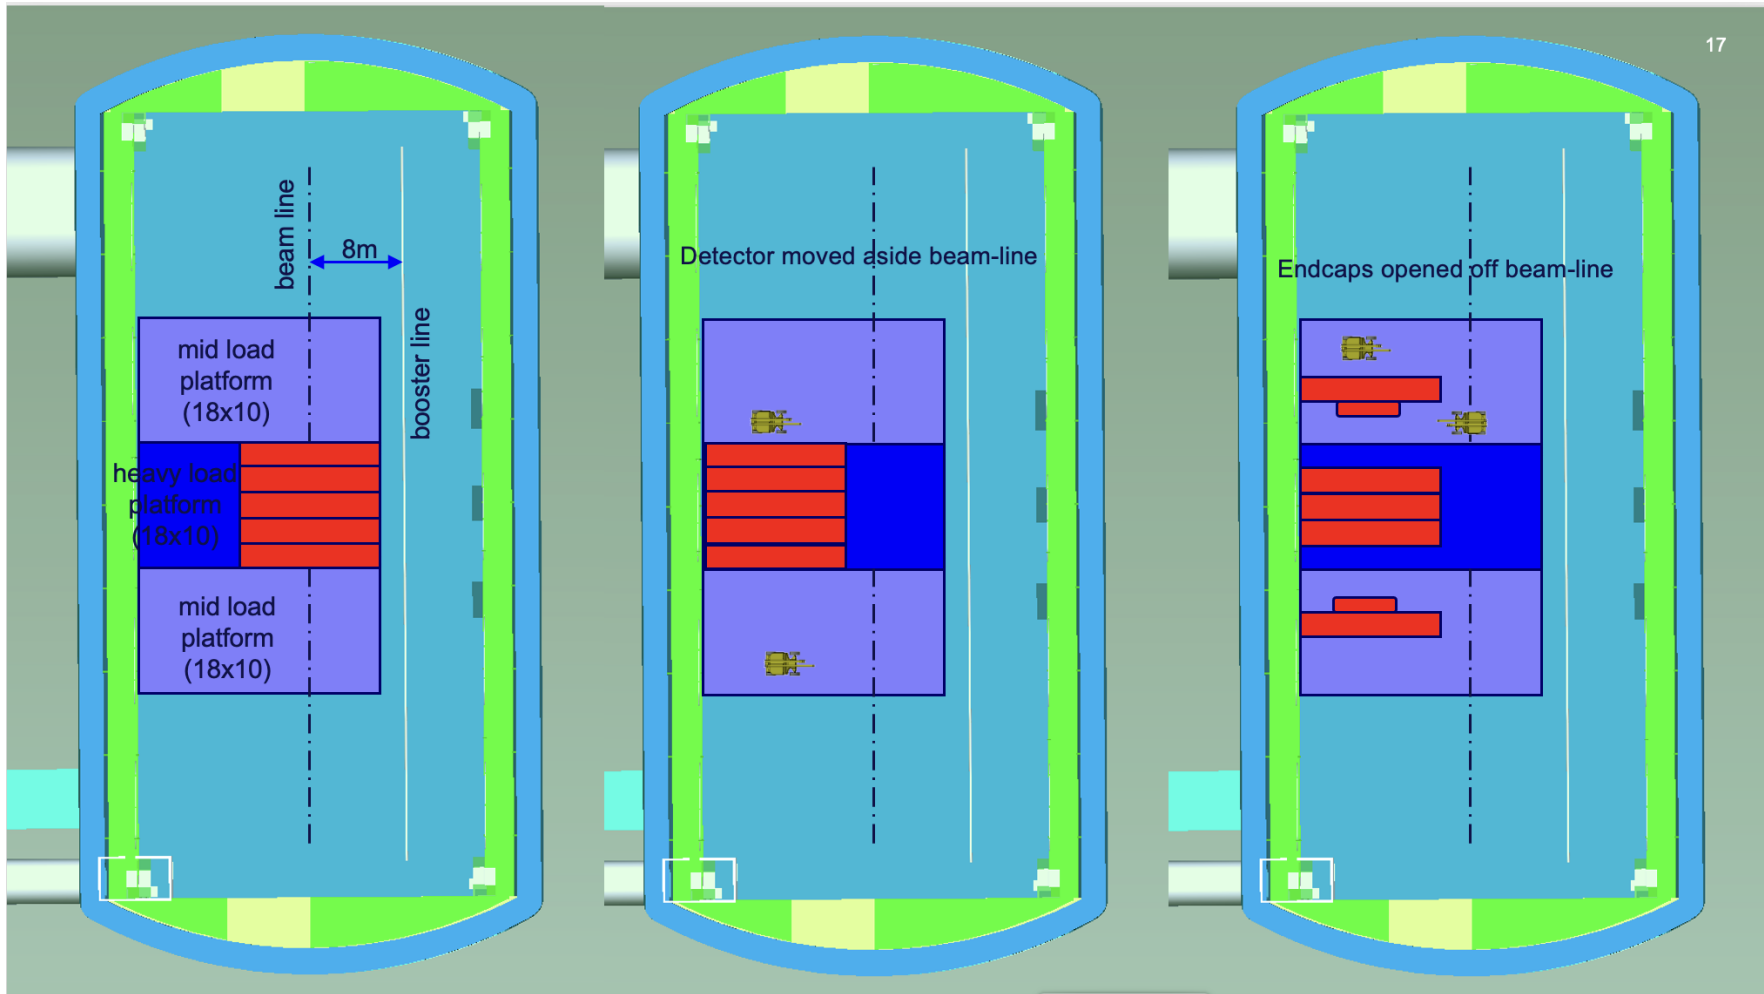 17
beam line
8m
booster line
mid load
platform
(18x10)
heavy load
platform
(18x10)
mid load
platform
(18x10)
Detector moved aside beam-line
Endcaps opened off beam-line